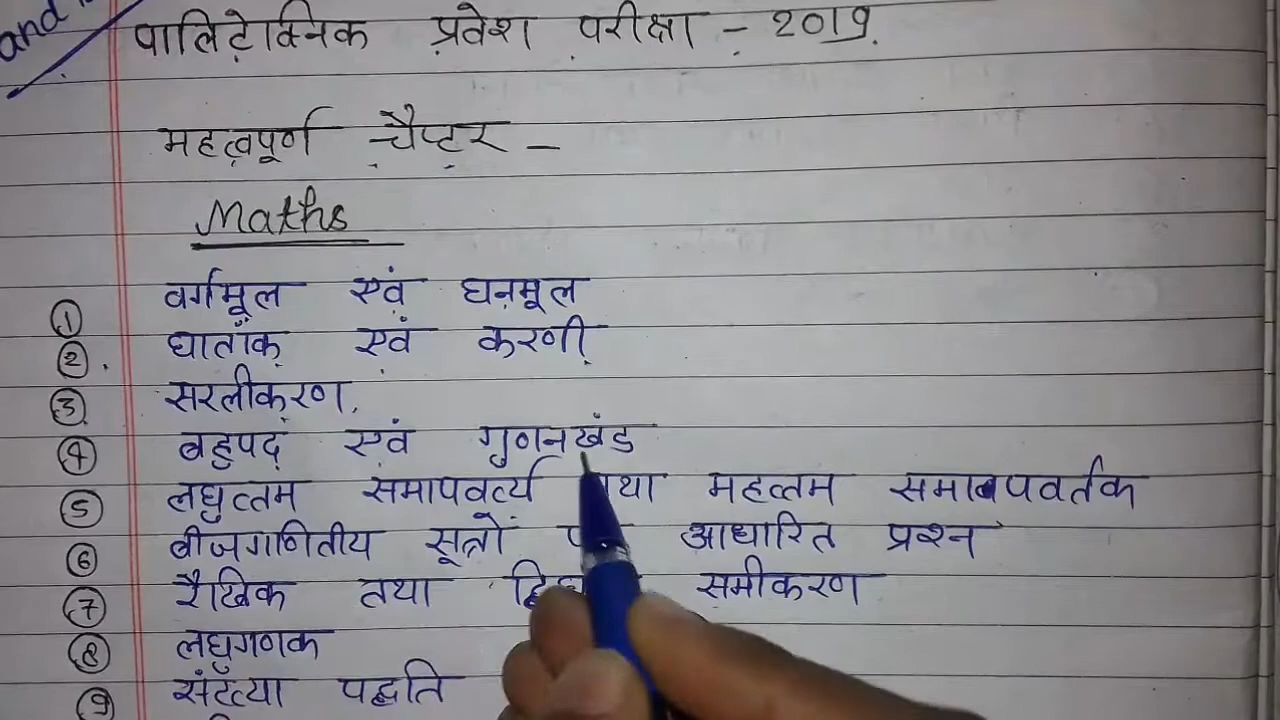 and
पालिटेक्निक प्रवेश परीक्षा - 2019.
महत्वपूर्ण चैप्टर -
Maths
① वर्गमूल एवं घनमूल
② . घाताँक एवं करणी
③ सरलीकरण.
④ बहुपद एवं गुणनखंड
⑤ लघुत्तम समापवर्त्य तथा महत्तम समापवर्तक
⑥ बीजगणितीय सूत्रों आधारित प्रश्न
⑦ रैखिक तथा समीकरण
⑧ लघुगणक
⑨ संख्या पद्धति